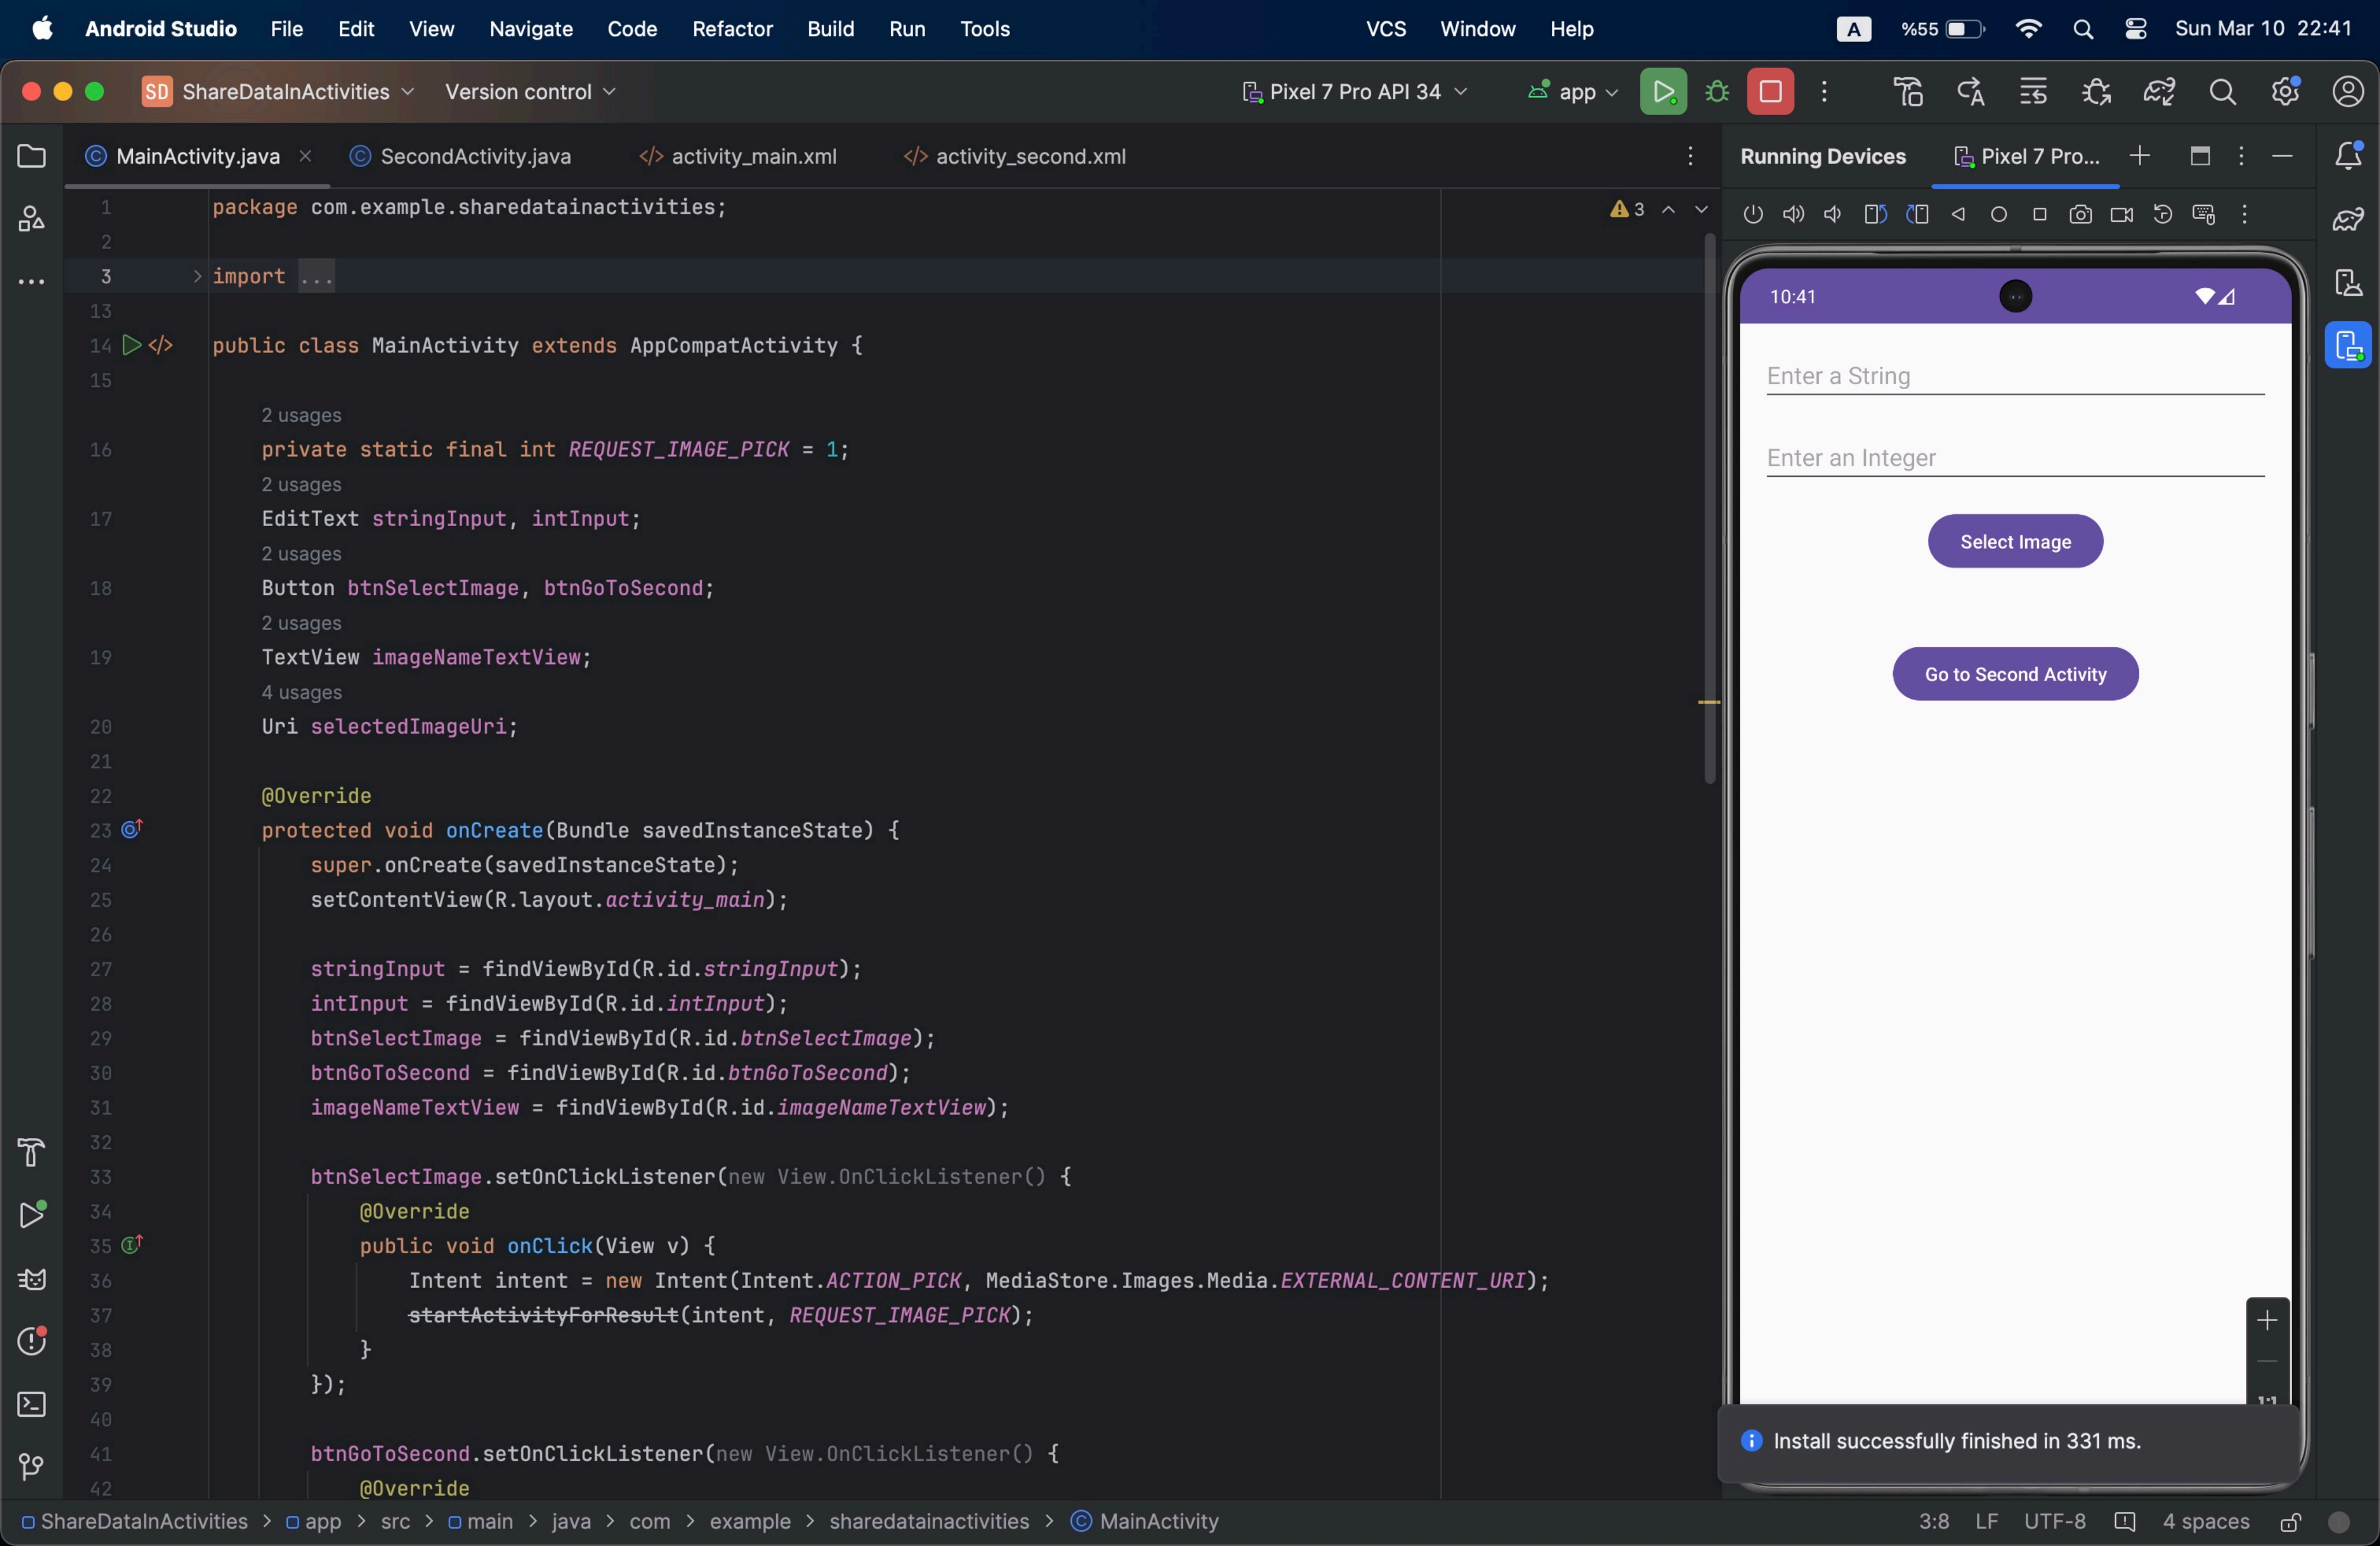 Android Studio File Edit View Navigate Code Refactor Build Run Tools VCS Window Help A %55 Sun Mar 10 22:41
SD ShareDataInActivities Version control Pixel 7 Pro API 34 app
MainActivity.java SecondActivity.java </> activity_main.xml </> activity_second.xml
1 package com.example.sharedatainactivities; 3
2
3 import ...
13
14 </> public class MainActivity extends AppCompatActivity {
15
2 usages
16 private static final int REQUEST_IMAGE_PICK = 1;
2 usages
17 EditText stringInput, intInput;
2 usages
18 Button btnSelectImage, btnGoToSecond;
2 usages
19 TextView imageNameTextView;
4 usages
20 Uri selectedImageUri;
21
22 @Override
23 protected void onCreate(Bundle savedInstanceState) {
24 super.onCreate(savedInstanceState);
25 setContentView(R.layout.activity_main);
26
27 stringInput = findViewById(R.id.stringInput);
28 intInput = findViewById(R.id.intInput);
29 btnSelectImage = findViewById(R.id.btnSelectImage);
30 btnGoToSecond = findViewById(R.id.btnGoToSecond);
31 imageNameTextView = findViewById(R.id.imageNameTextView);
32
33 btnSelectImage.setOnClickListener(new View.OnClickListener() {
34 @Override
35 public void onClick(View v) {
36 Intent intent = new Intent(Intent.ACTION_PICK, MediaStore.Images.Media.EXTERNAL_CONTENT_URI);
37 startActivityForResult(intent, REQUEST_IMAGE_PICK);
38 }
39 });
40
41 btnGoToSecond.setOnClickListener(new View.OnClickListener() {
42 @Override
Running Devices Pixel 7 Pro...
10:41
Enter a String
Enter an Integer
Select Image
Go to Second Activity
1:1
Install successfully finished in 331 ms.
ShareDataInActivities > app > src > main > java > com > example > sharedatainactivities > MainActivity 3:8 LF UTF-8 4 spaces